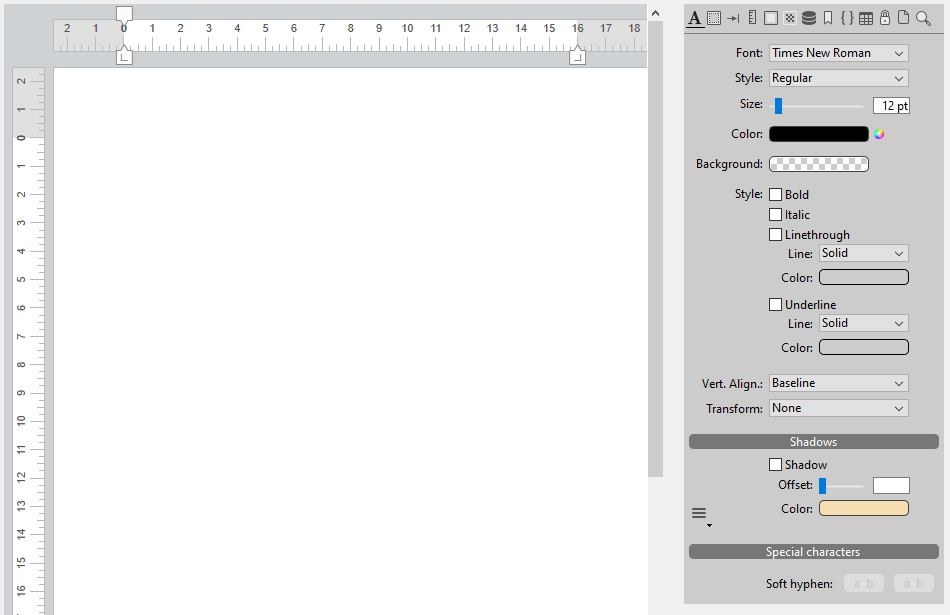 2 1 0 1 2 3 4 5 6 7 8 9 10 11 12 13 14 15 16 17 18
A
{ }
2
1
0
1
2
3
4
5
6
7
8
9
10
11
12
13
14
15
16
Font: Times New Roman
Style: Regular
Size: 12 pt
Color:
Background:
Style: Bold
Italic
Linethrough
Line: Solid
Color:
Underline
Line: Solid
Color:
Vert. Align.: Baseline
Transform: None
Shadows
Shadow
Offset:
Color:
Special characters
Soft hyphen: a-b a-b